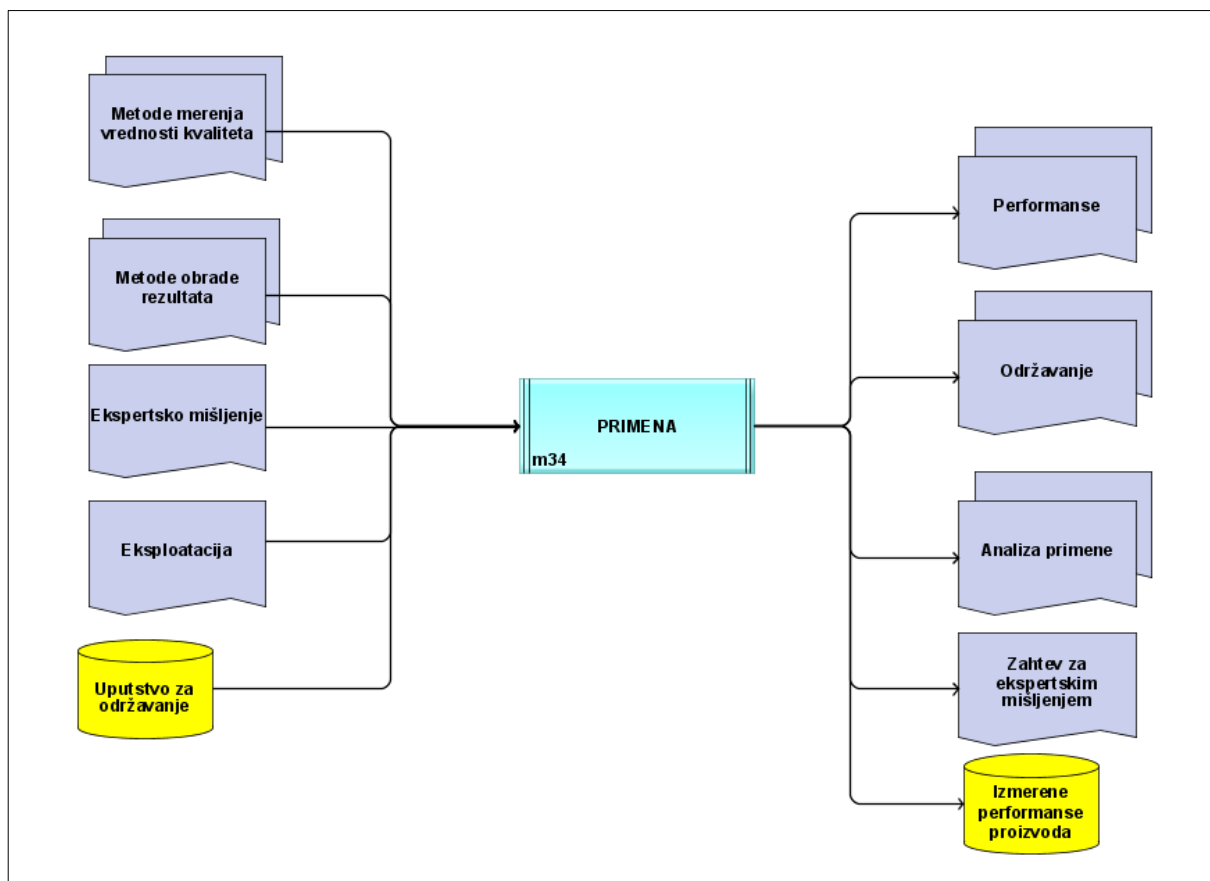 Metode merenja
vrednosti kvaliteta
Metode obrade
rezultata
Ekspertsko mišljenje
Eksploatacija
Uputstvo za
održavanje
PRIMENA
m34
Performanse
Održavanje
Analiza primene
Zahtev za
ekspertskim
mišljenjem
Izmerene
performanse
proizvoda